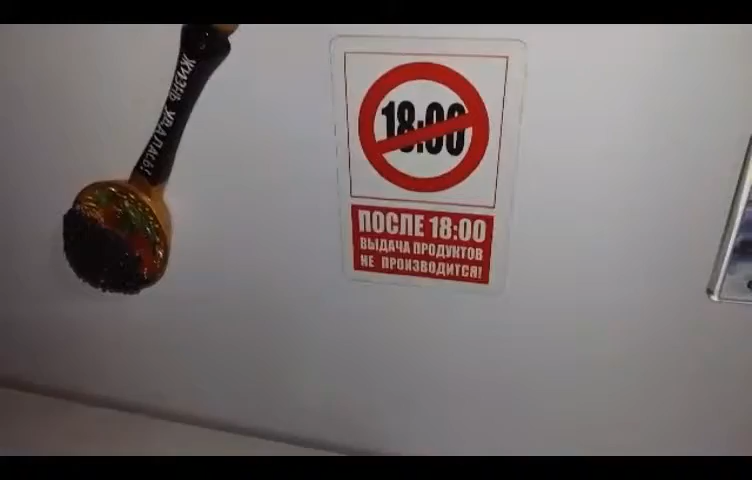 ЖИЗНЬ УДАЛАСЬ!
18:00
ПОСЛЕ 18:00
ВЫДАЧА ПРОДУКТОВ
НЕ ПРОИЗВОДИТСЯ!